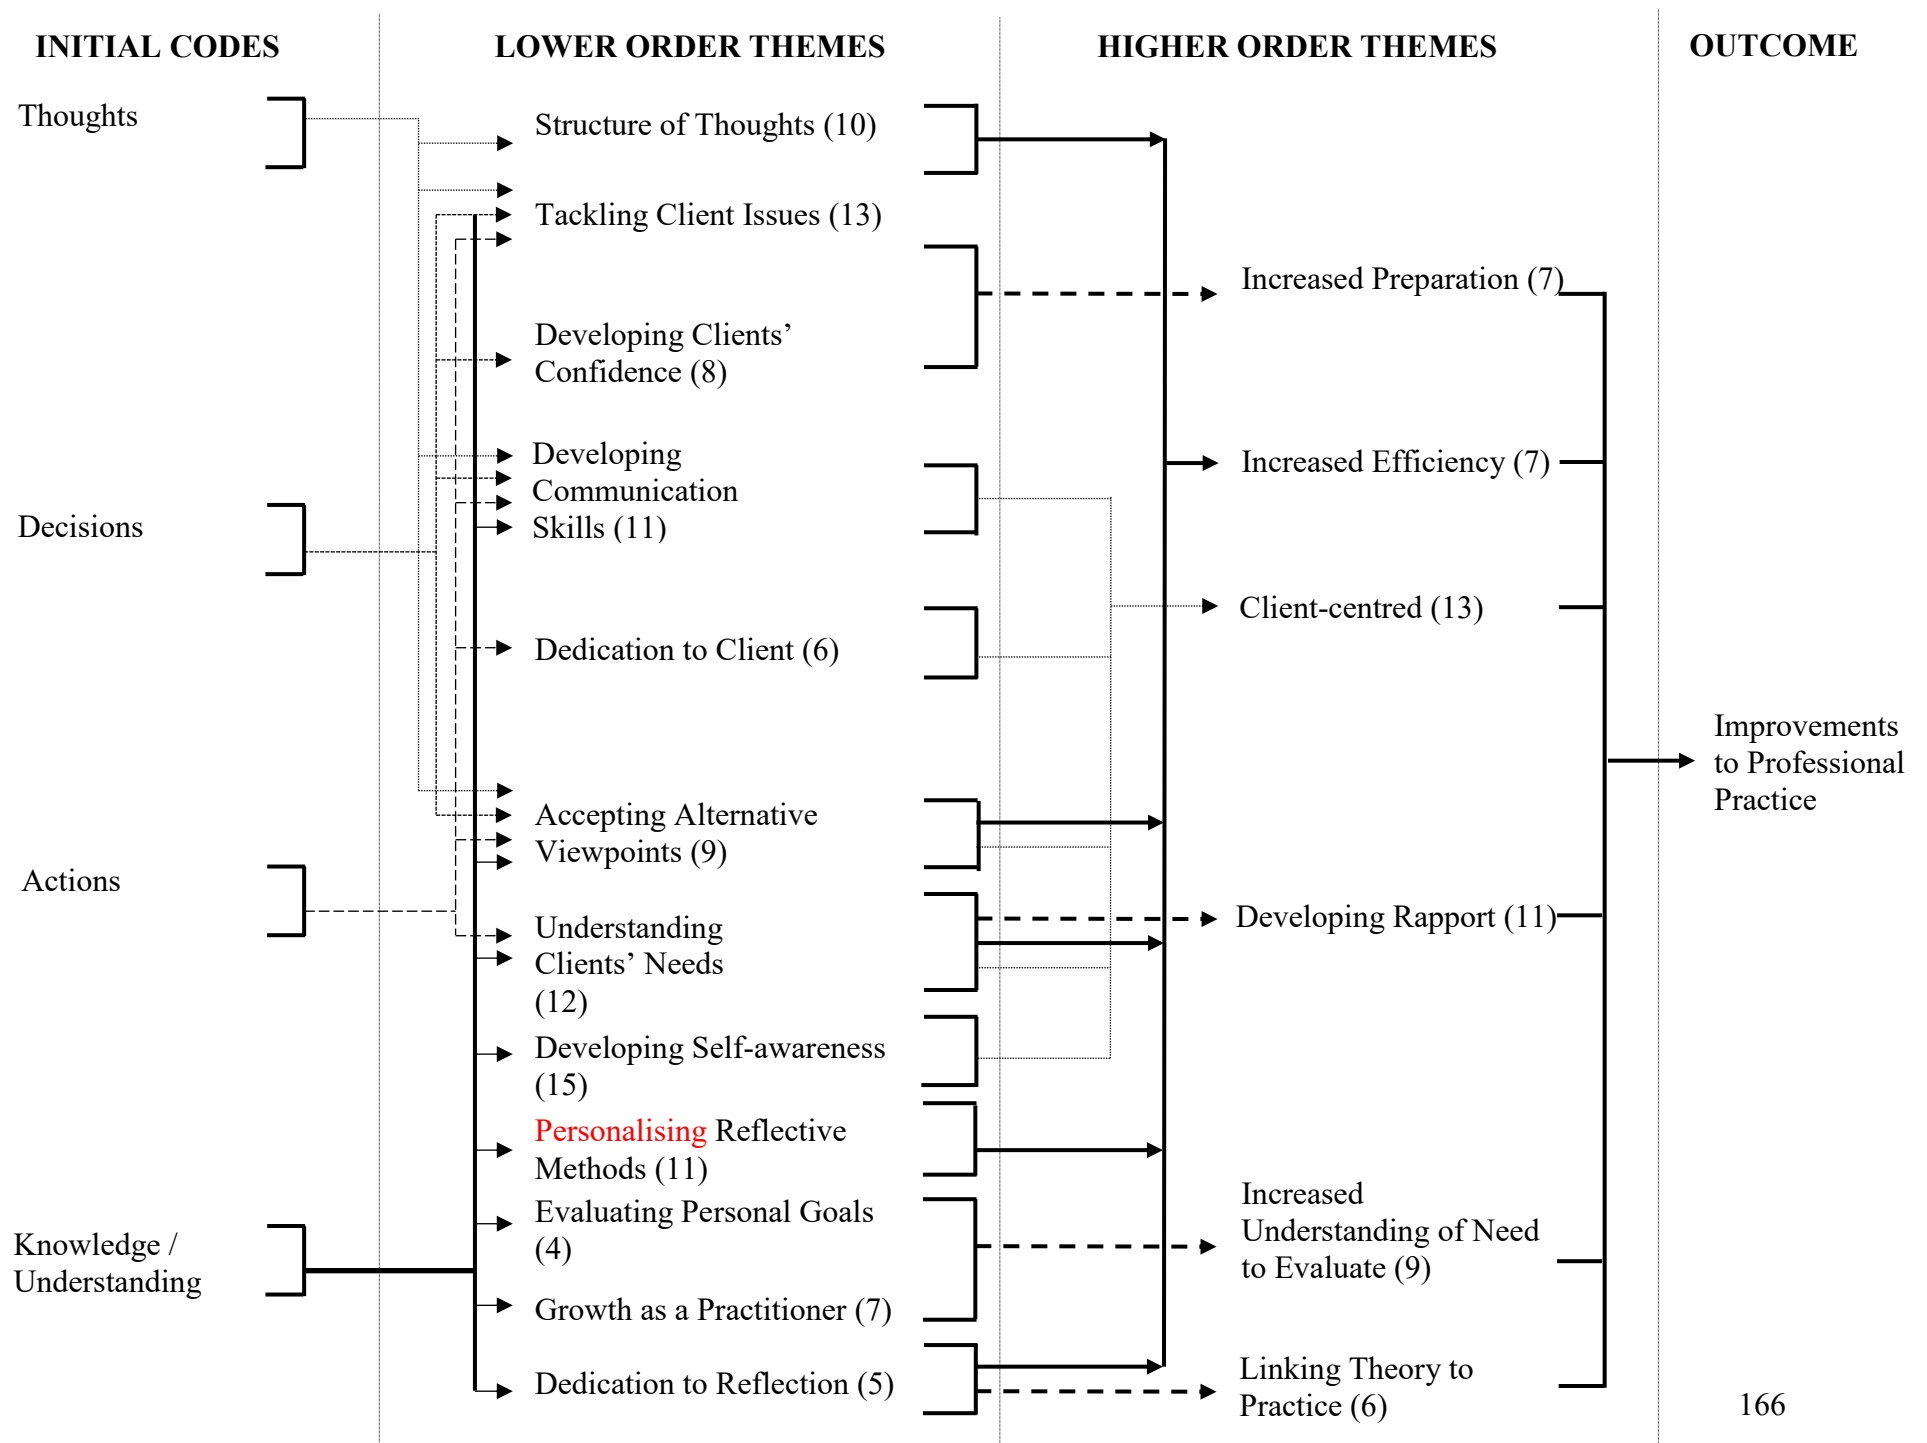 INITIAL CODES
LOWER ORDER THEMES
HIGHER ORDER THEMES
OUTCOME
Thoughts
Decisions
Actions
Knowledge /
Understanding
Structure of Thoughts (10)
Tackling Client Issues (13)
Developing Clients’
Confidence (8)
Developing
Communication
Skills (11)
Dedication to Client (6)
Accepting Alternative
Viewpoints (9)
Understanding
Clients’ Needs
(12)
Developing Self-awareness
(15)
Personalising Reflective
Methods (11)
Evaluating Personal Goals
(4)
Growth as a Practitioner (7)
Dedication to Reflection (5)
Increased Preparation (7)
Increased Efficiency (7)
Client-centred (13)
Developing Rapport (11)
Increased
Understanding of Need
to Evaluate (9)
Linking Theory to
Practice (6)
Improvements
to Professional
Practice
166